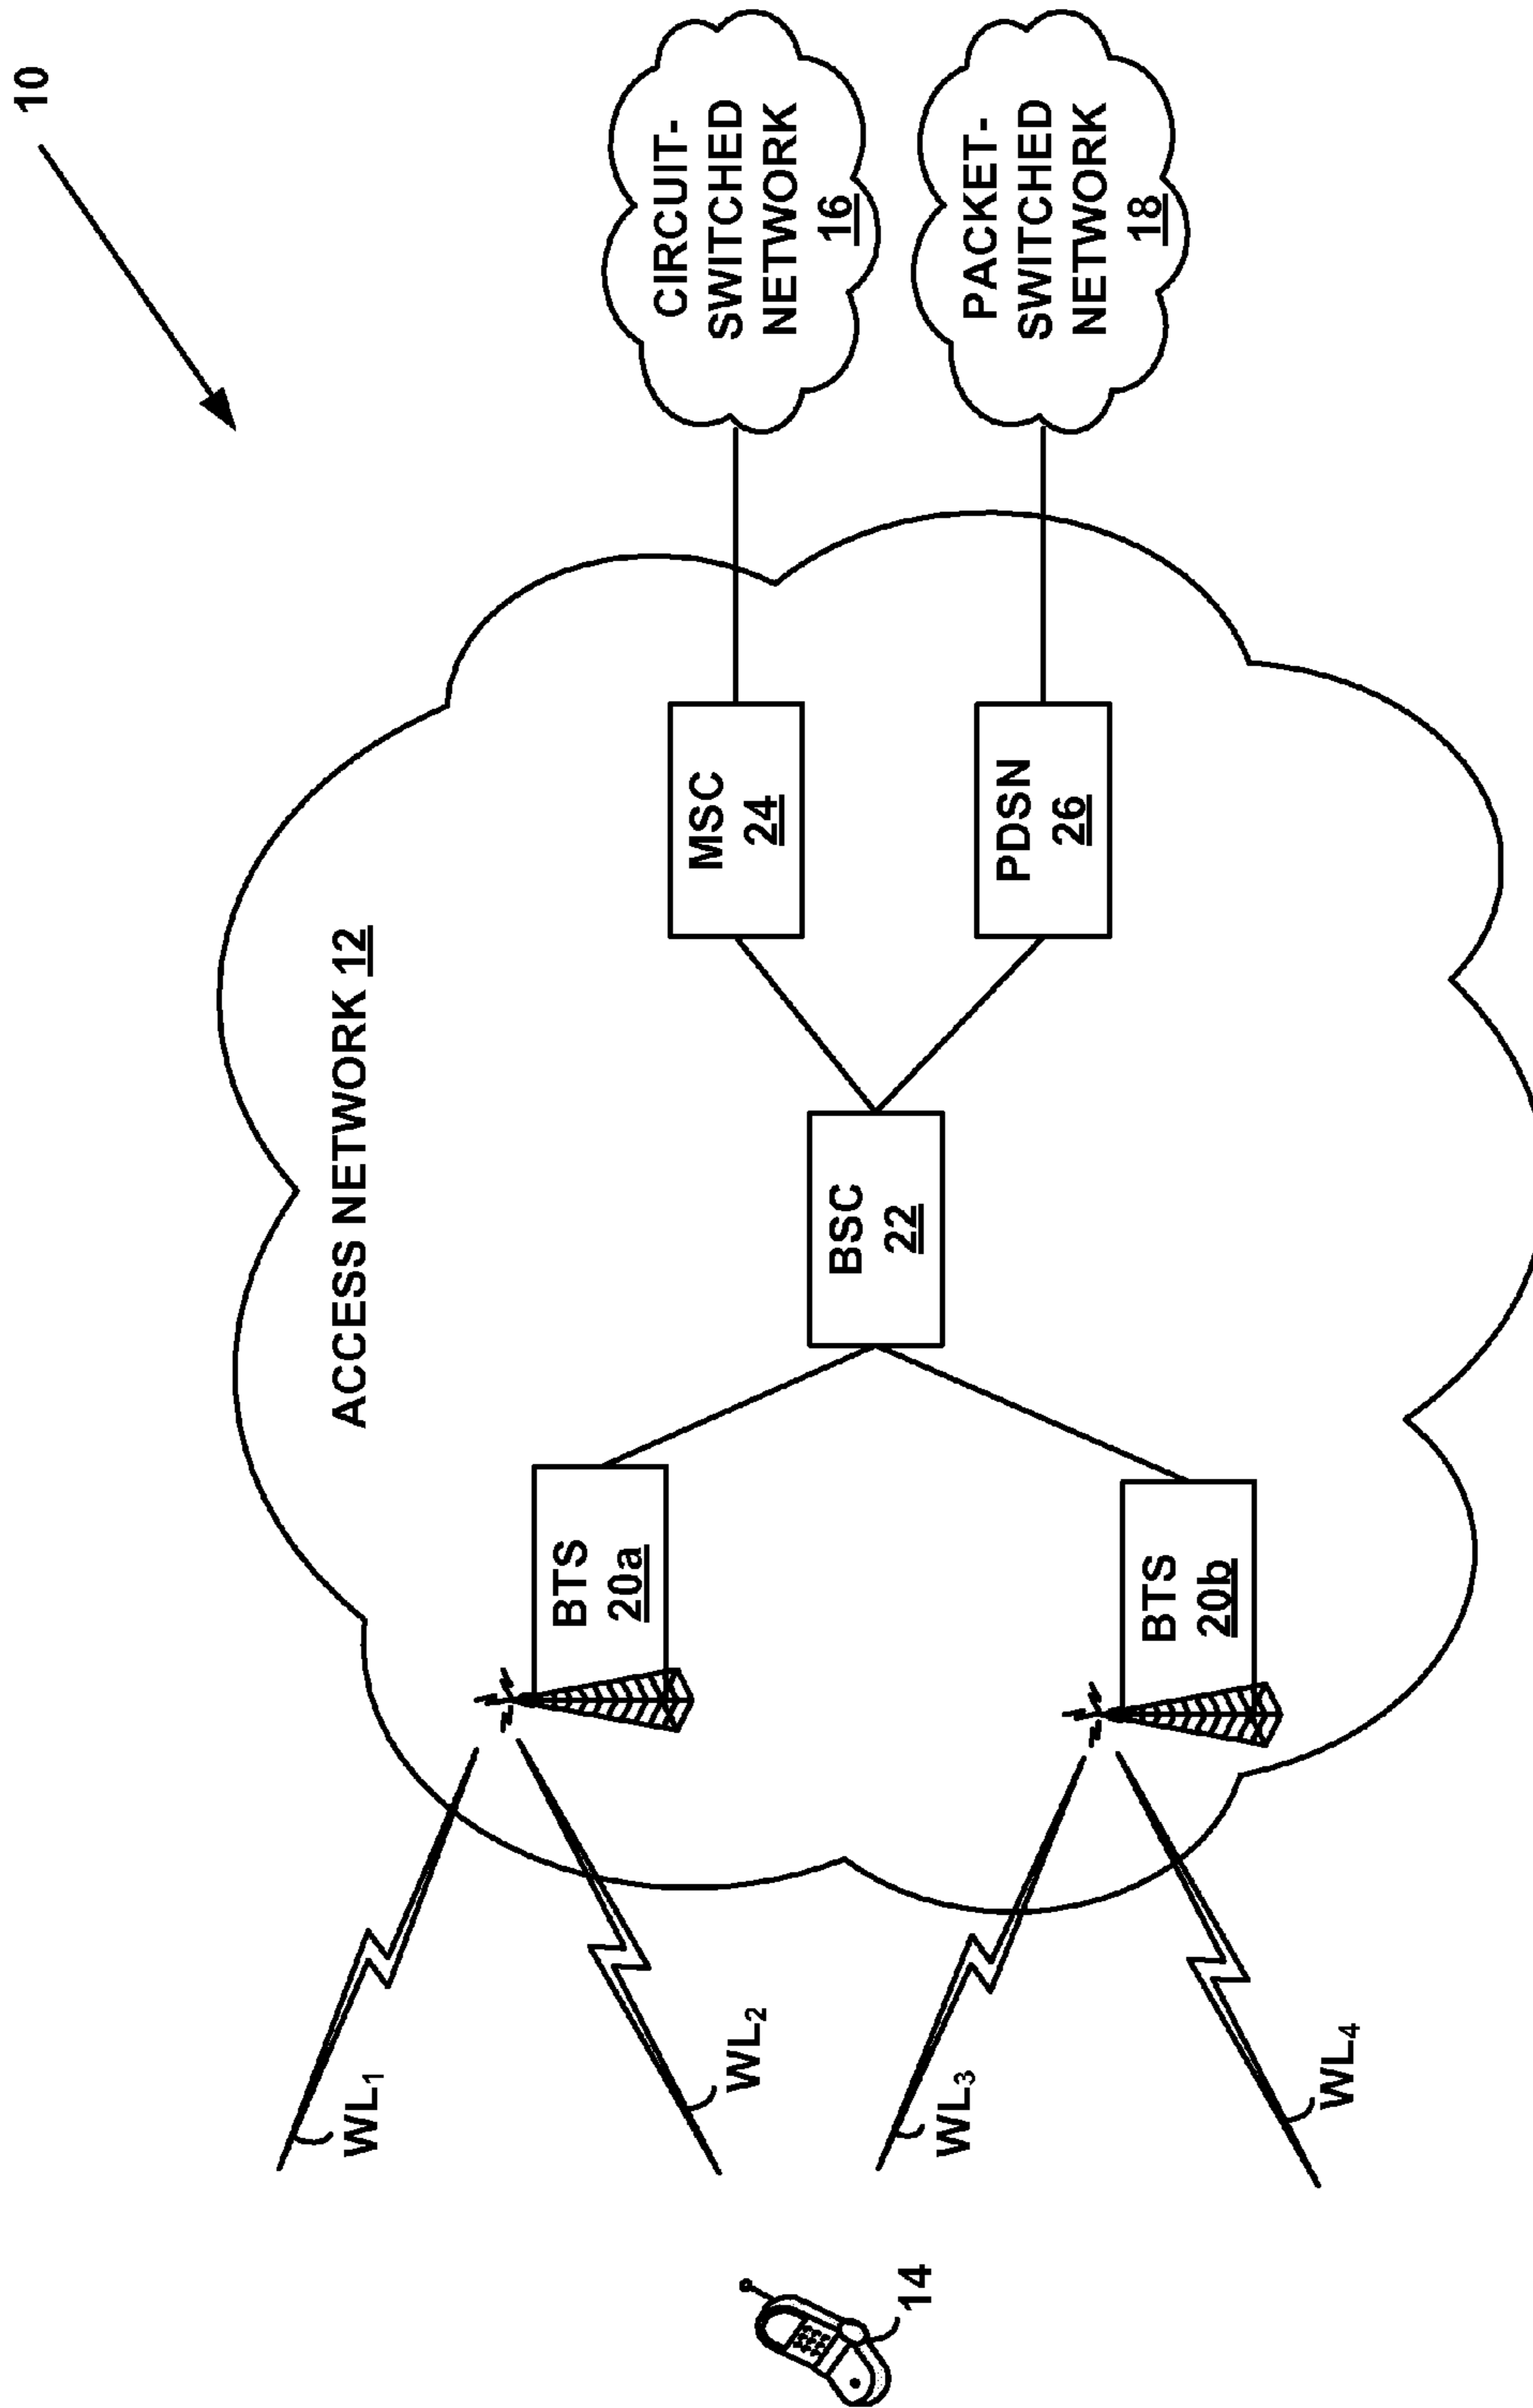 10
ACCESS NETWORK 12
WL1
WL2
WL3
WL4
14
BTS
20a
BTS
20b
BSC
22
MSC
24
PDSN
26
CIRCUIT-
SWITCHED
NETWORK
16
PACKET-
SWITCHED
NETWORK
18